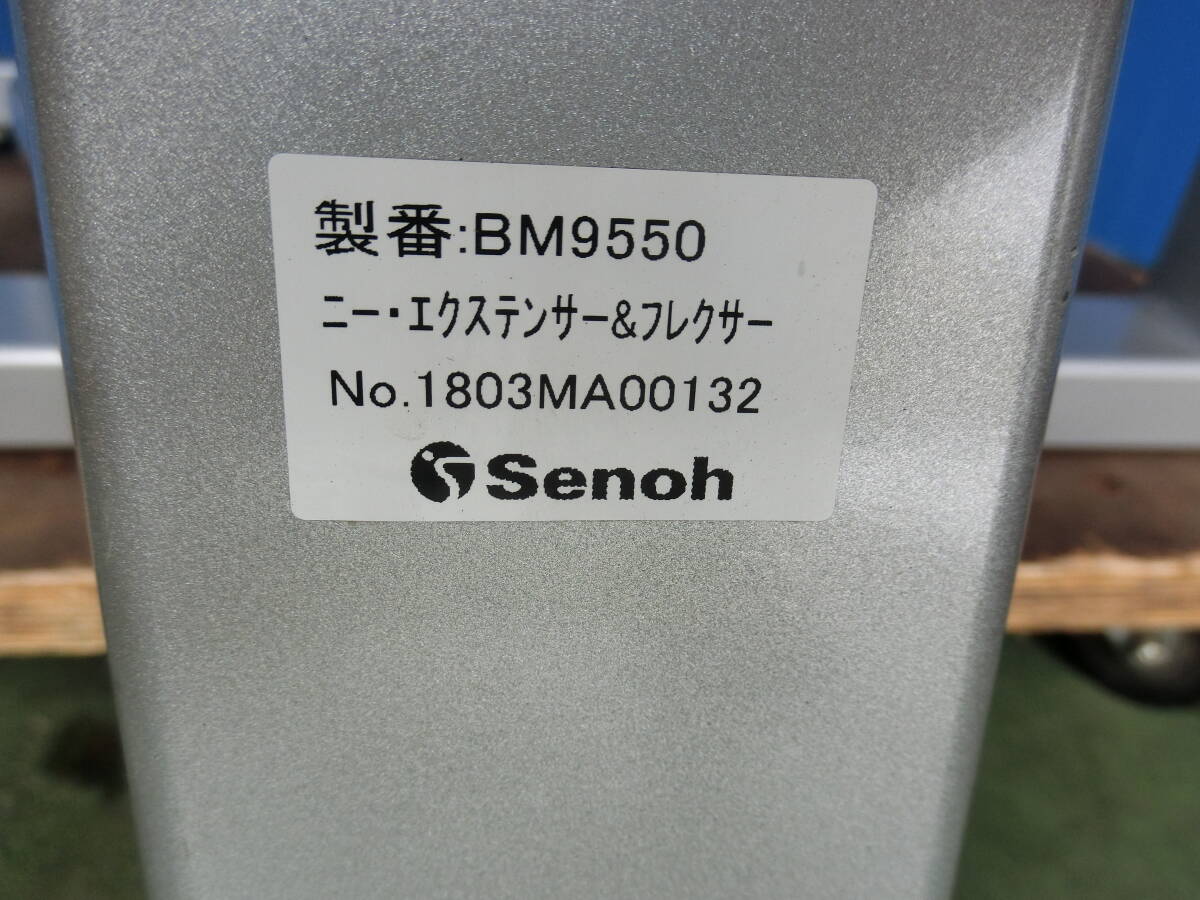 製番:BM9550
ニー・エクステンサー&フレクサー
No.1803MA00132
Senoh